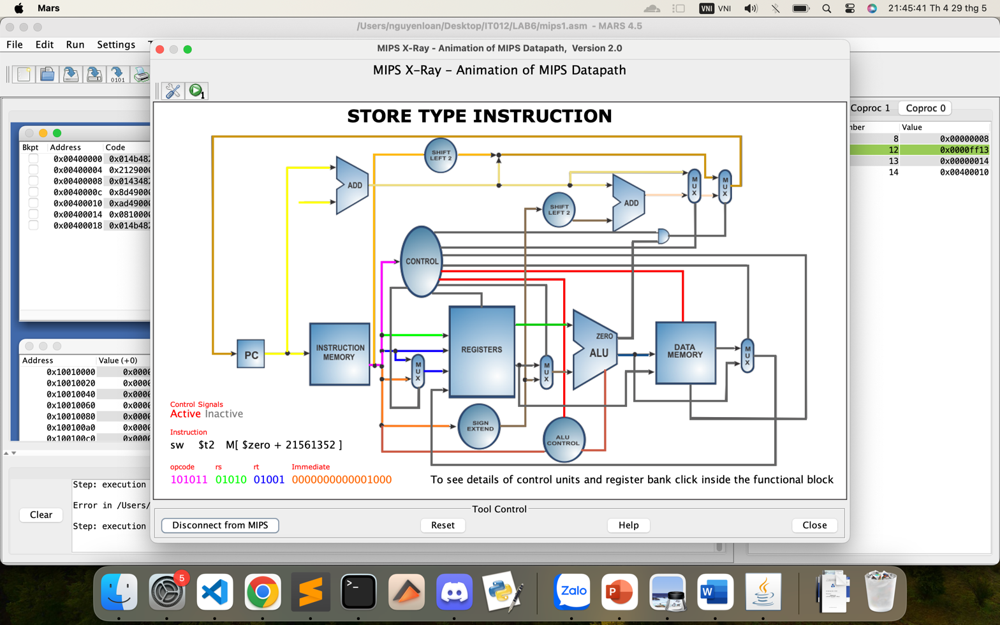 Mars
VNI VNI
21:45:41 Th 4 29 thg 5
/Users/nguyenloan/Desktop/IT012/LAB6/mips1.asm - MARS 4.5
File Edit Run Settings
MIPS X-Ray - Animation of MIPS Datapath, Version 2.0
MIPS X-Ray - Animation of MIPS Datapath
0101
1
Coproc 1 Coproc 0
STORE TYPE INSTRUCTION
Bkpt Address Code
0x00400000 0x014b482
0x00400004 0x2129000
0x00400008 0x0143482
0x0040000c 0x8d49000
0x00400010 0xad49000
0x00400014 0x0810000
0x00400018 0x014b482
Value
8 0x00000008
12 0x0000ff13
13 0x00000014
14 0x00400010
SHIFT
LEFT 2
ADD
MUX
MUX
SHIFT
LEFT 2
ADD
CONTROL
PC
INSTRUCTION
MEMORY
MUX
REGISTERS
MUX
ZERO
ALU
DATA
MEMORY
MUX
SIGN
EXTEND
ALU
CONTROL
Address Value (+0)
0x10010000 0x0000
0x10010020 0x0000
0x10010040 0x0000
0x10010060 0x0000
0x10010080 0x0000
0x100100a0 0x0000
0x100100c0 0x0000
Control Signals
Active Inactive
Instruction
sw $t2 M[ $zero + 21561352 ]
opcode rs rt Immediate
101011 01010 01001 0000000000001000
To see details of control units and register bank click inside the functional block
Step: execution
Error in /Users/
Step: execution
Clear
Tool Control
Disconnect from MIPS Reset Help Close
5
>_
Zalo
P
W